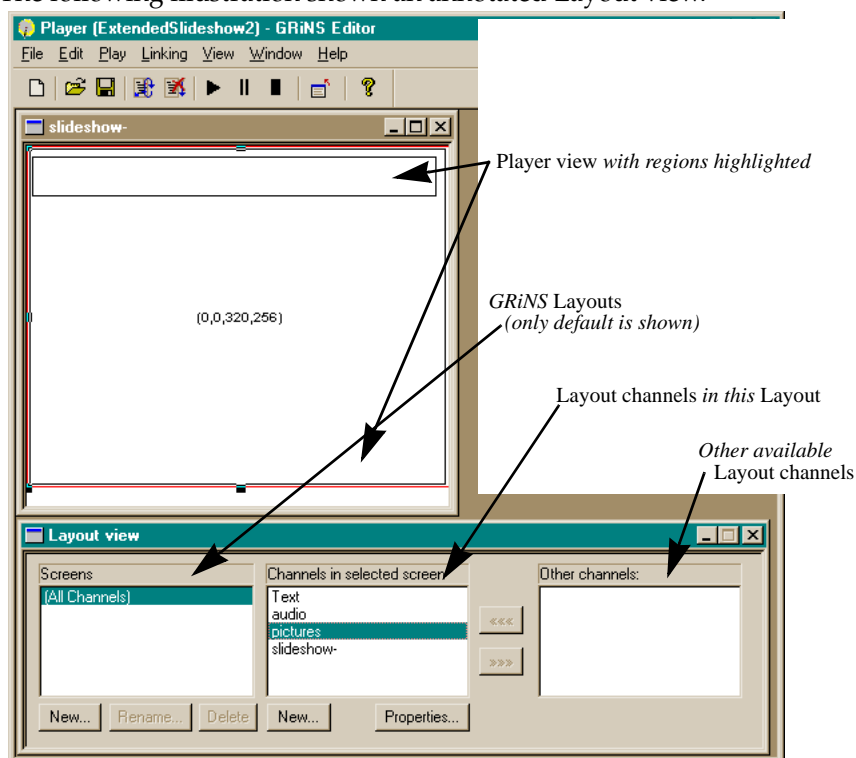 The following illustration shown an annotated Layout view:
Player (ExtendedSlideshow2) - GRiNS Editor
File Edit Play Linking View Window Help
slideshow-
Player view with regions highlighted
(0,0,320,256)
GRiNS Layouts
(only default is shown)
Layout channels in this Layout
Other available
Layout channels
Layout view
Screens
Channels in selected screen
Other channels:
(All Channels)
Text
audio
pictures
slideshow-
<<<
>>>
New... Rename... Delete New... Properties...